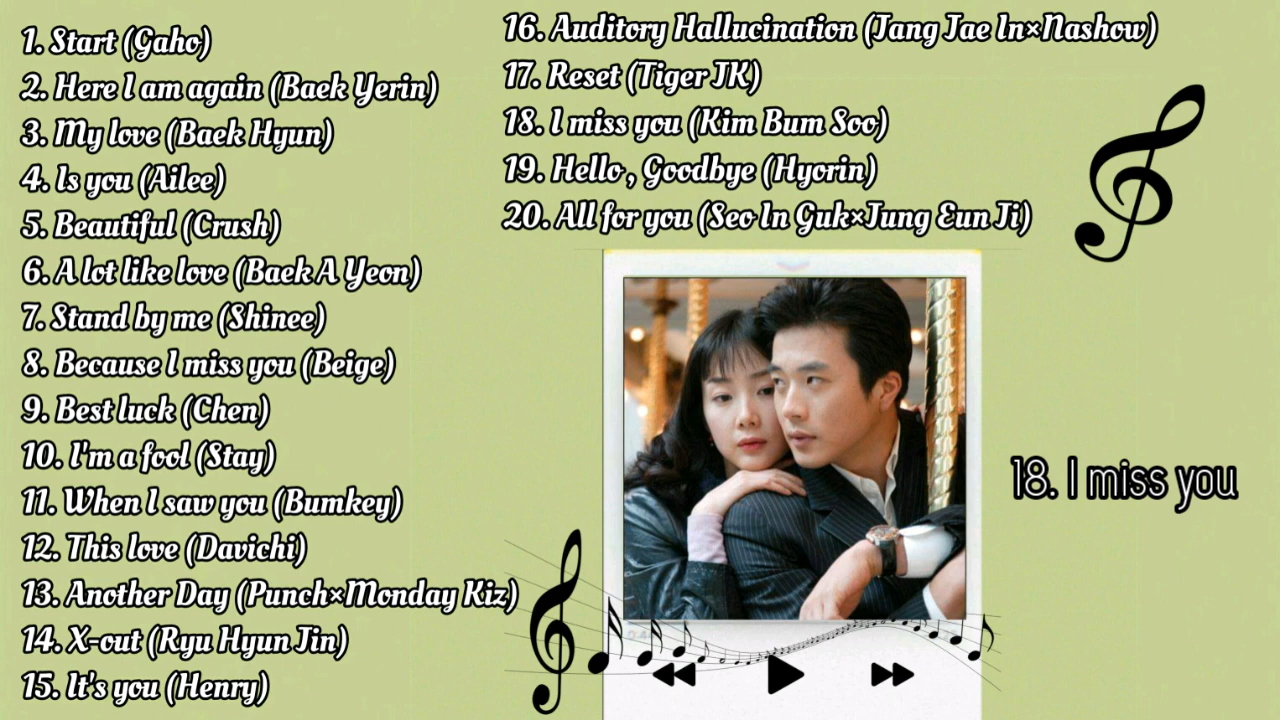 1. Start (Gaho)
2. Here I am again (Baek Yerin)
3. My love (Baek Hyun)
4. Is you (Ailee)
5. Beautiful (Crush)
6. A lot like love (Baek A Yeon)
7. Stand by me (Shinee)
8. Because I miss you (Beige)
9. Best luck (Chen)
10. I'm a fool (Stay)
11. When I saw you (Bumkey)
12. This love (Davichi)
13. Another Day (Punch×Monday Kiz)
14. X-out (Ryu Hyun Jin)
15. It's you (Henry)
16. Auditory Hallucination (Jang Jae In×Nashow)
17. Reset (Tiger JK)
18. I miss you (Kim Bum Soo)
19. Hello, Goodbye (Hyorin)
20. All for you (Seo In Guk×Jung Eun Ji)
18. I miss you